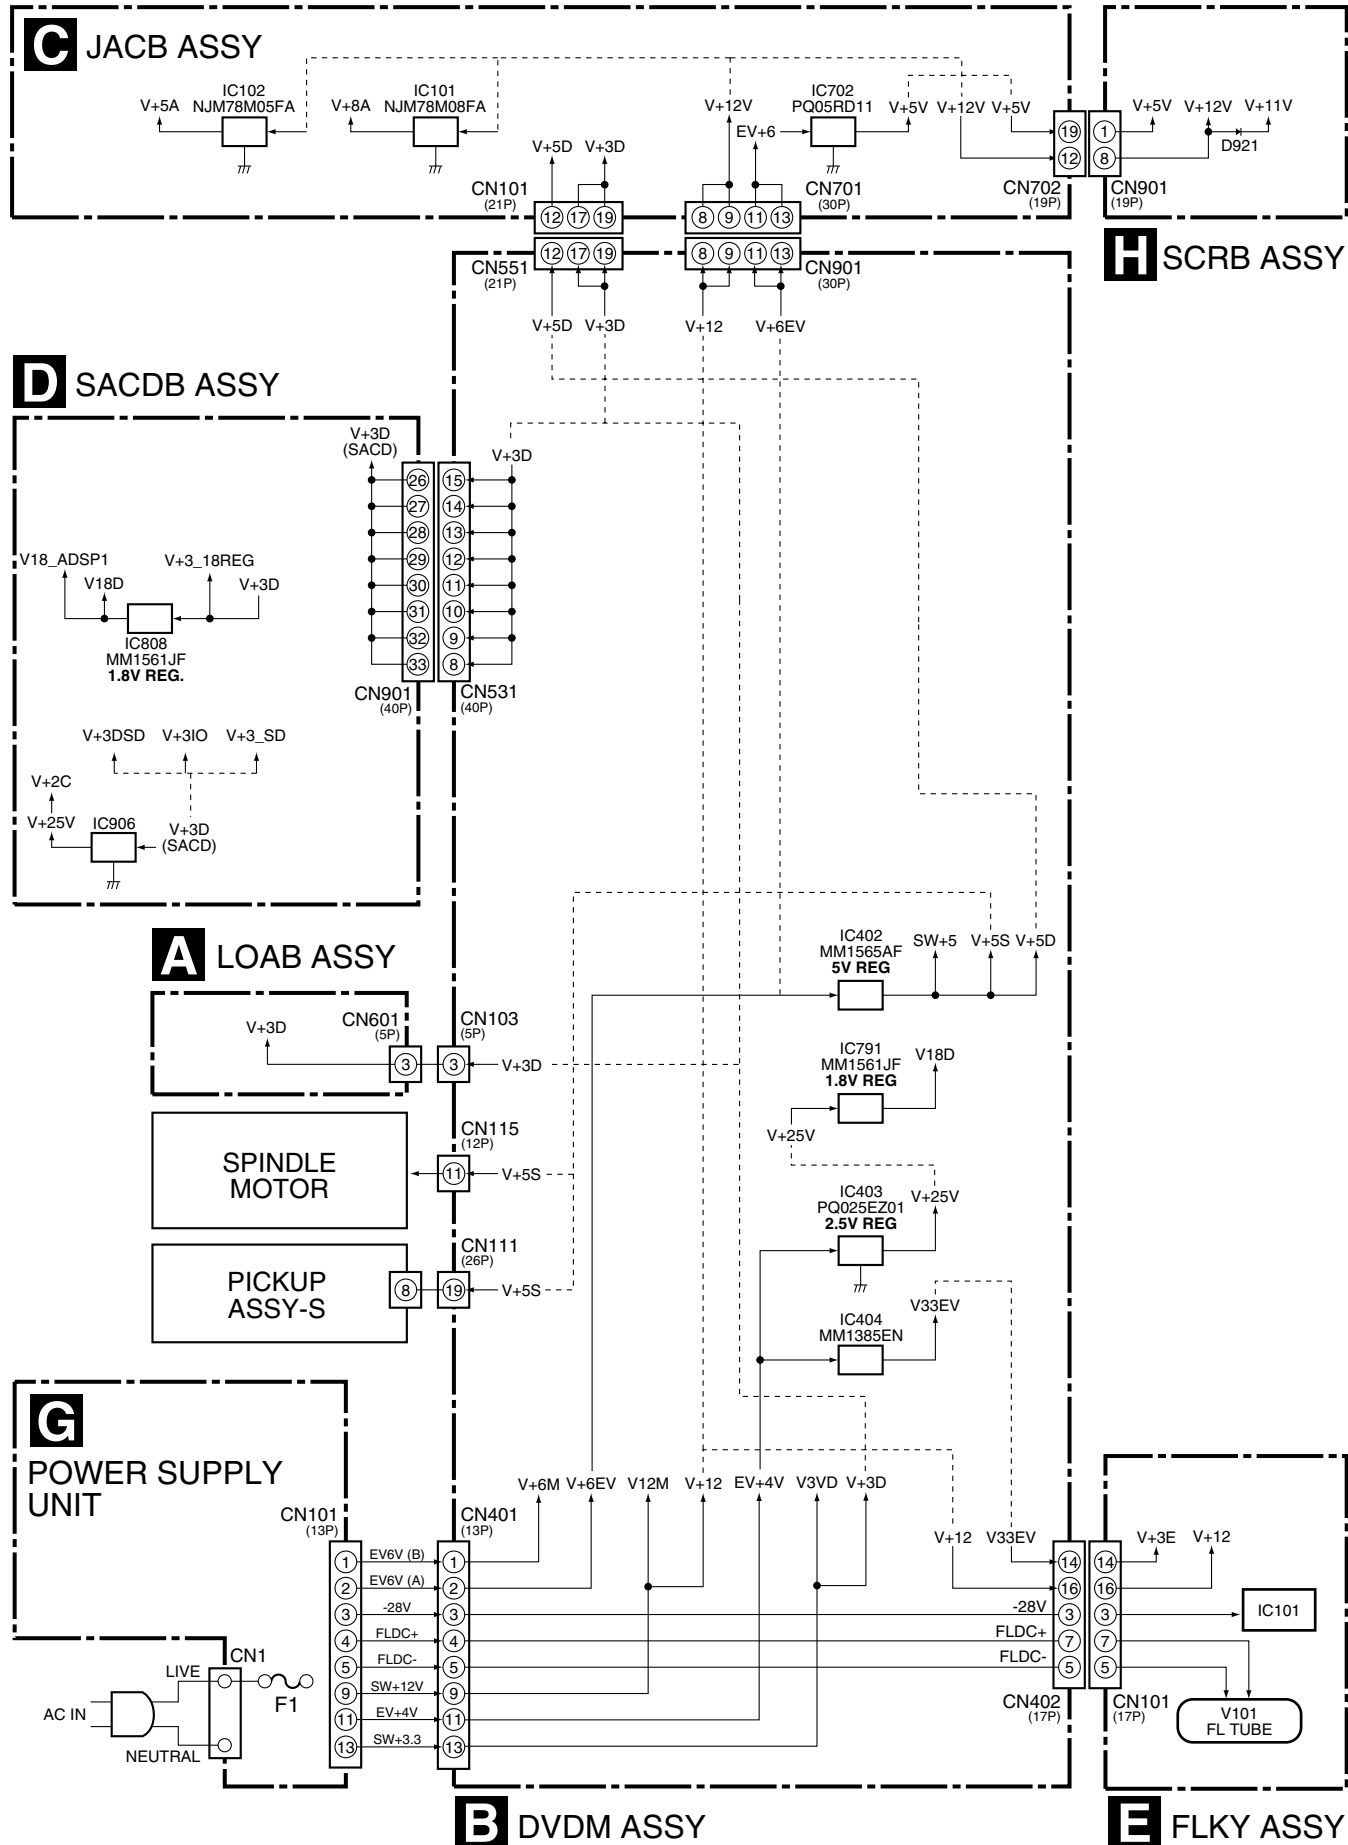 C JACB ASSY
IC102
NJM78M05FA
V+5A
IC101
NJM78M08FA
V+8A
V+12V
IC702
PQ05RD11
EV+6
V+5V
V+12V
V+5V
V+5D
V+3D
19
12
CN702
(19P)
1
8
CN901
(19P)
V+5V
V+12V
V+11V
D921
H SCRB ASSY
CN101
(21P)
12 17 19
8 9 11 13
CN701
(30P)
CN551
(21P)
12 17 19
8 9 11 13
CN901
(30P)
V+5D
V+3D
V+12
V+6EV
D SACDB ASSY
V+3D
(SACD)
V+3D
26 15
27 14
28 13
29 12
30 11
31 10
32 9
33 8
CN901
(40P)
CN531
(40P)
V18_ADSP1
V18D
V+3_18REG
V+3D
IC808
MM1561JF
1.8V REG.
V+3DSD
V+3IO
V+3_SD
V+2C
V+25V
IC906
V+3D
(SACD)
A LOAB ASSY
V+3D
CN601
(5P)
3
CN103
(5P)
3
V+3D
SPINDLE
MOTOR
CN115
(12P)
11
V+5S
PICKUP
ASSY-S
8
CN111
(26P)
19
V+5S
IC402
MM1565AF
5V REG
SW+5
V+5S
V+5D
IC791
MM1561JF
1.8V REG
V18D
V+25V
IC403
PQ025EZ01
2.5V REG
V+25V
IC404
MM1385EN
V33EV
G
POWER SUPPLY
UNIT
CN101
(13P)
CN401
(13P)
V+6M
V+6EV
V12M
V+12
EV+4V
V3VD
V+3D
V+12
V33EV
1 EV6V (B) 1
2 EV6V (A) 2
3 -28V 3
4 FLDC+ 4
5 FLDC- 5
9 SW+12V 9
11 EV+4V 11
13 SW+3.3 13
CN1
LIVE
F1
AC IN
NEUTRAL
14
16
-28V 3
FLDC+ 7
FLDC- 5
CN402
(17P)
14
16
3
7
5
CN101
(17P)
V+3E
V+12
IC101
V101
FL TUBE
B DVDM ASSY
E FLKY ASSY